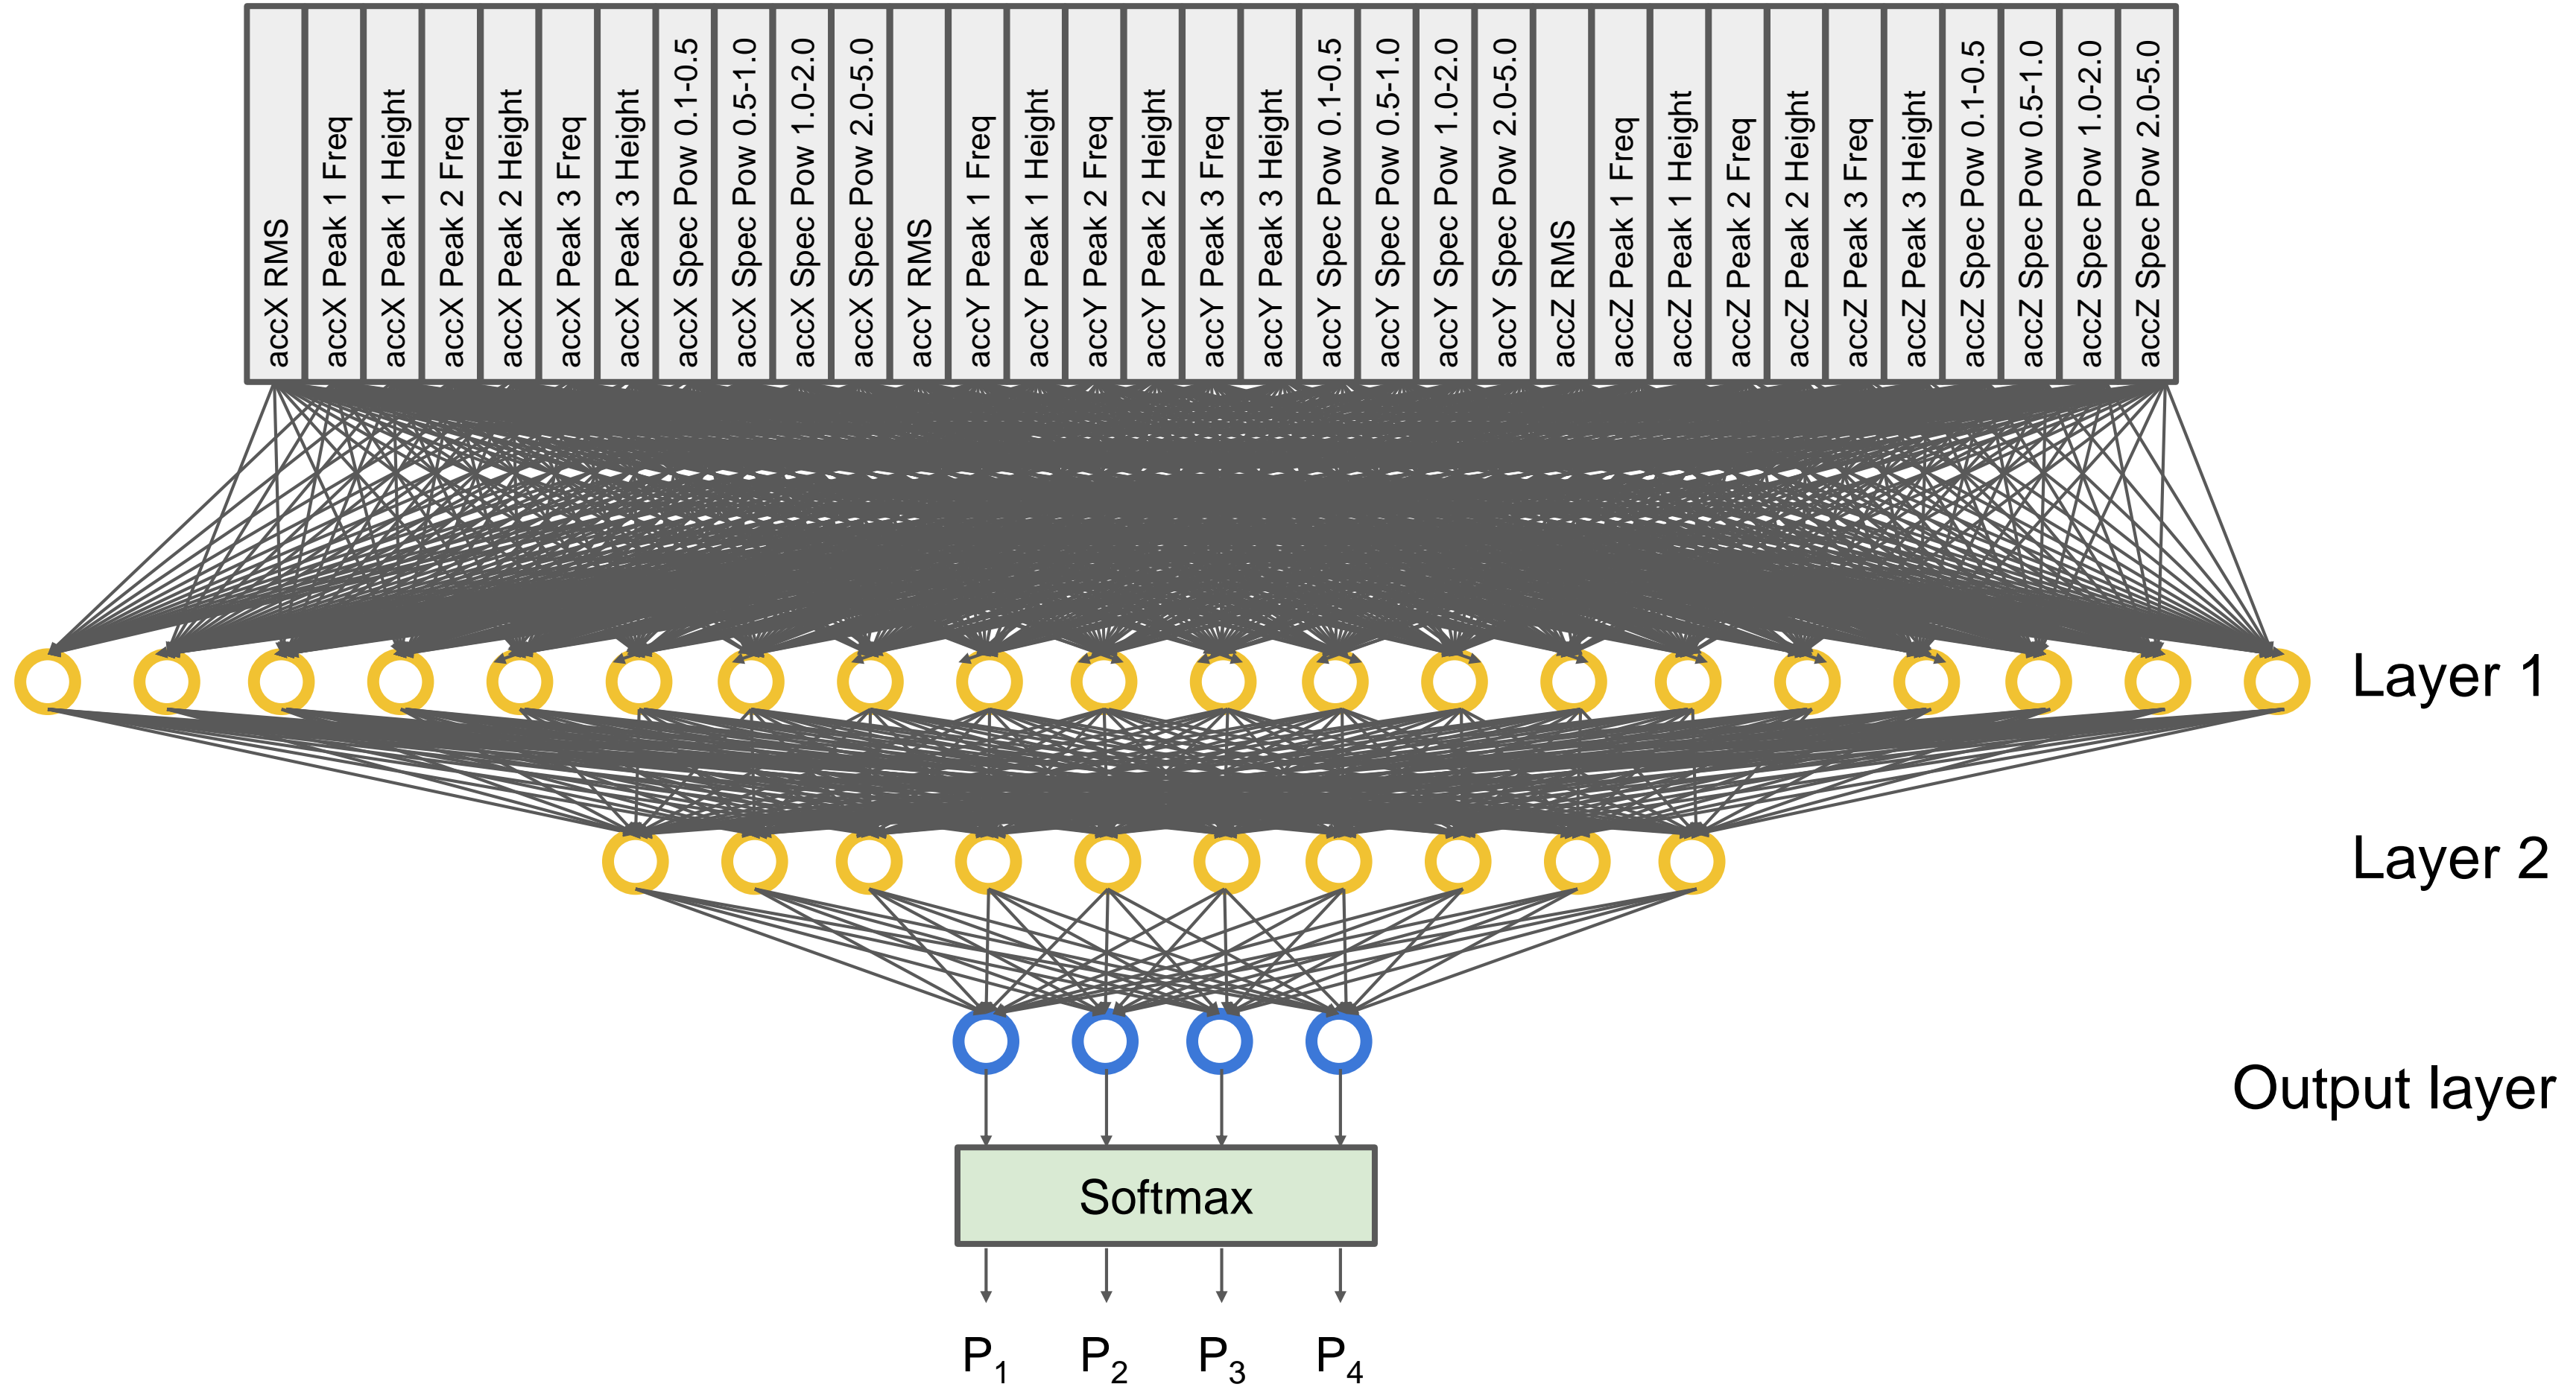 accX RMS
accX Peak 1 Freq
accX Peak 1 Height
accX Peak 2 Freq
accX Peak 2 Height
accX Peak 3 Freq
accX Peak 3 Height
accX Spec Pow 0.1-0.5
accX Spec Pow 0.5-1.0
accX Spec Pow 1.0-2.0
accX Spec Pow 2.0-5.0
accY RMS
accY Peak 1 Freq
accY Peak 1 Height
accY Peak 2 Freq
accY Peak 2 Height
accY Peak 3 Freq
accY Peak 3 Height
accY Spec Pow 0.1-0.5
accY Spec Pow 0.5-1.0
accY Spec Pow 1.0-2.0
accY Spec Pow 2.0-5.0
accZ RMS
accZ Peak 1 Freq
accZ Peak 1 Height
accZ Peak 2 Freq
accZ Peak 2 Height
accZ Peak 3 Freq
accZ Peak 3 Height
accZ Spec Pow 0.1-0.5
accZ Spec Pow 0.5-1.0
accZ Spec Pow 1.0-2.0
accZ Spec Pow 2.0-5.0
Layer 1
Layer 2
Output layer
Softmax
P1 P2 P3 P4